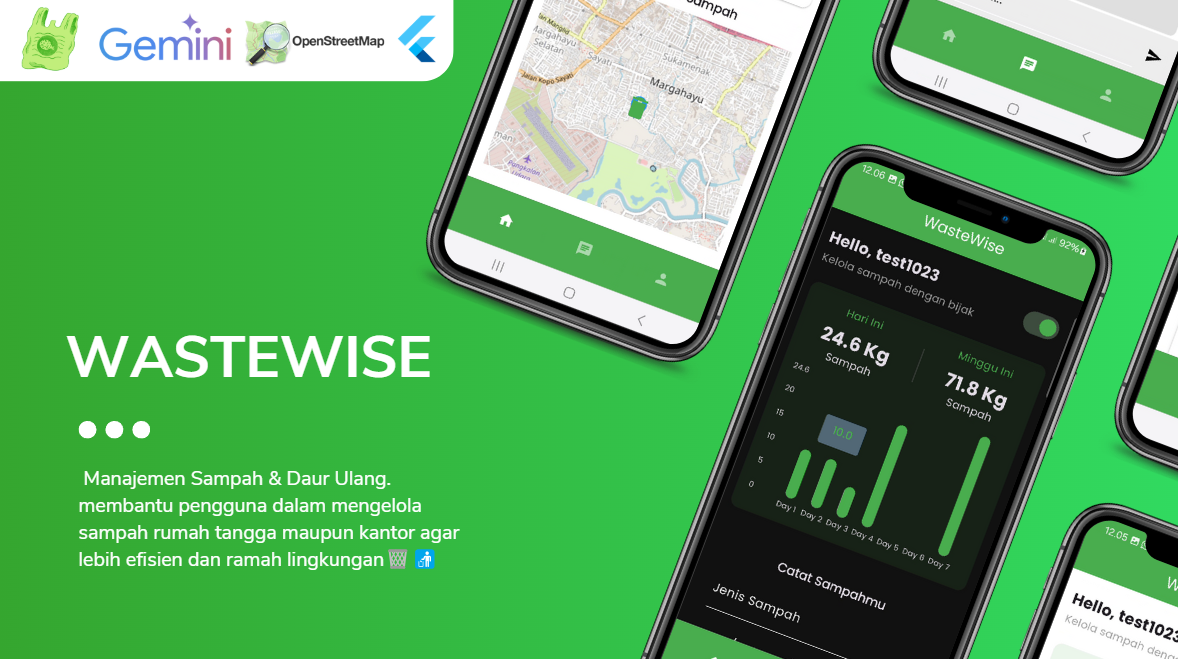 Gemini
OpenStreetMap
WASTEWISE
Manajemen Sampah & Daur Ulang.
membantu pengguna dalam mengelola
sampah rumah tangga maupun kantor agar
lebih efisien dan ramah lingkungan
Sampah
Margahayu
Selatan
Sayati
Sukamenak
Jalan Kopo Sayati
Margahayu
Pangkalan
12.06
92%
WasteWise
Hello, test1023
Kelola sampah dengan bijak
Hari Ini
24.6 Kg
Sampah
Minggu Ini
71.8 Kg
Sampah
24.6
20
15
10
5
0
10.0
Day 1 Day 2 Day 3 Day 4 Day 5 Day 6 Day 7
Catat Sampahmu
Jenis Sampah
12.05
Hello, test1023
Kelola sampah